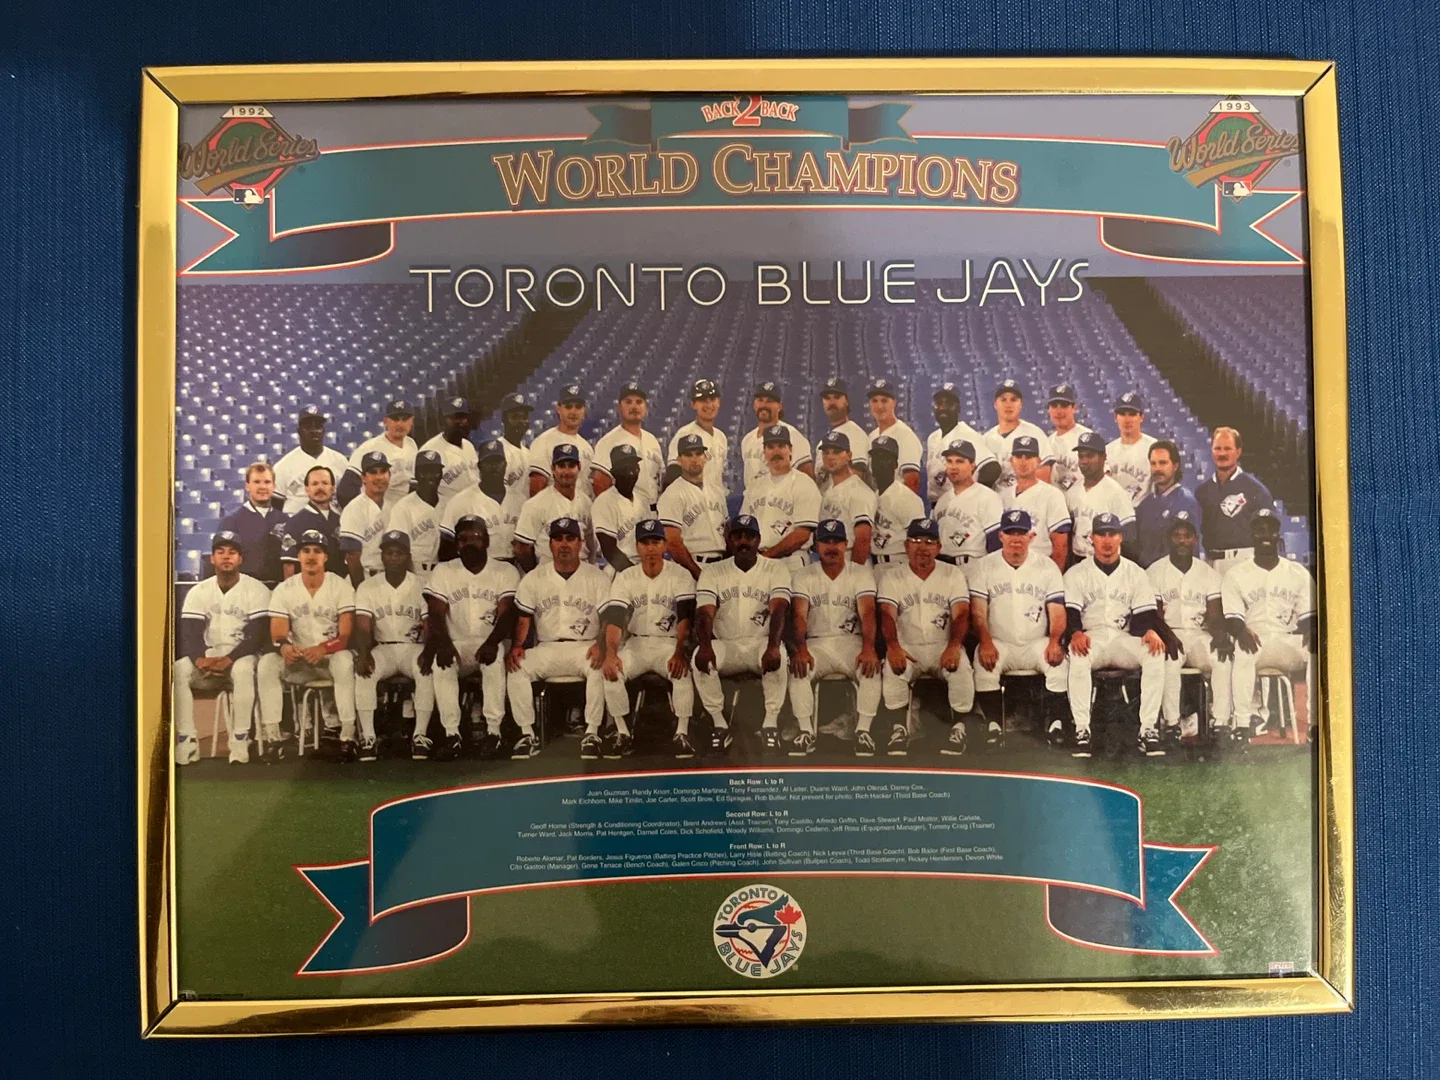 1992
World Series
BACK 2 BACK
1993
World Series
WORLD CHAMPIONS
TORONTO BLUE JAYS
Back Row: L to R
Juan Guzman, Randy Knorr, Domingo Martinez, Tony Fernandez, Al Leiter, Duane Ward, John Olerud, Danny Cox,
Mark Eichhorn, Mike Timlin, Joe Carter, Scott Brow, Ed Sprague, Rob Butler. Not present for photo: Rich Hacker (Third Base Coach)
Second Row: L to R
Geoff Horne (Strength & Conditioning Coordinator), Brent Andrews (Asst. Trainer), Tony Castillo, Alfredo Griffin, Dave Stewart, Paul Molitor, Willie Cañate,
Turner Ward, Jack Morris, Pat Hentgen, Darnell Coles, Dick Schofield, Woody Williams, Domingo Cedeno, Jeff Ross (Equipment Manager), Tommy Craig (Trainer)
Front Row: L to R
Roberto Alomar, Pat Borders, Jesus Figueroa (Batting Practice Pitcher), Larry Hisle (Batting Coach), Nick Leyva (Third Base Coach), Bob Bailor (First Base Coach),
Cito Gaston (Manager), Gene Tenace (Bench Coach), Galen Cisco (Pitching Coach), John Sullivan (Bullpen Coach), Todd Stottlemyre, Rickey Henderson, Devon White
TORONTO
BLUE JAYS